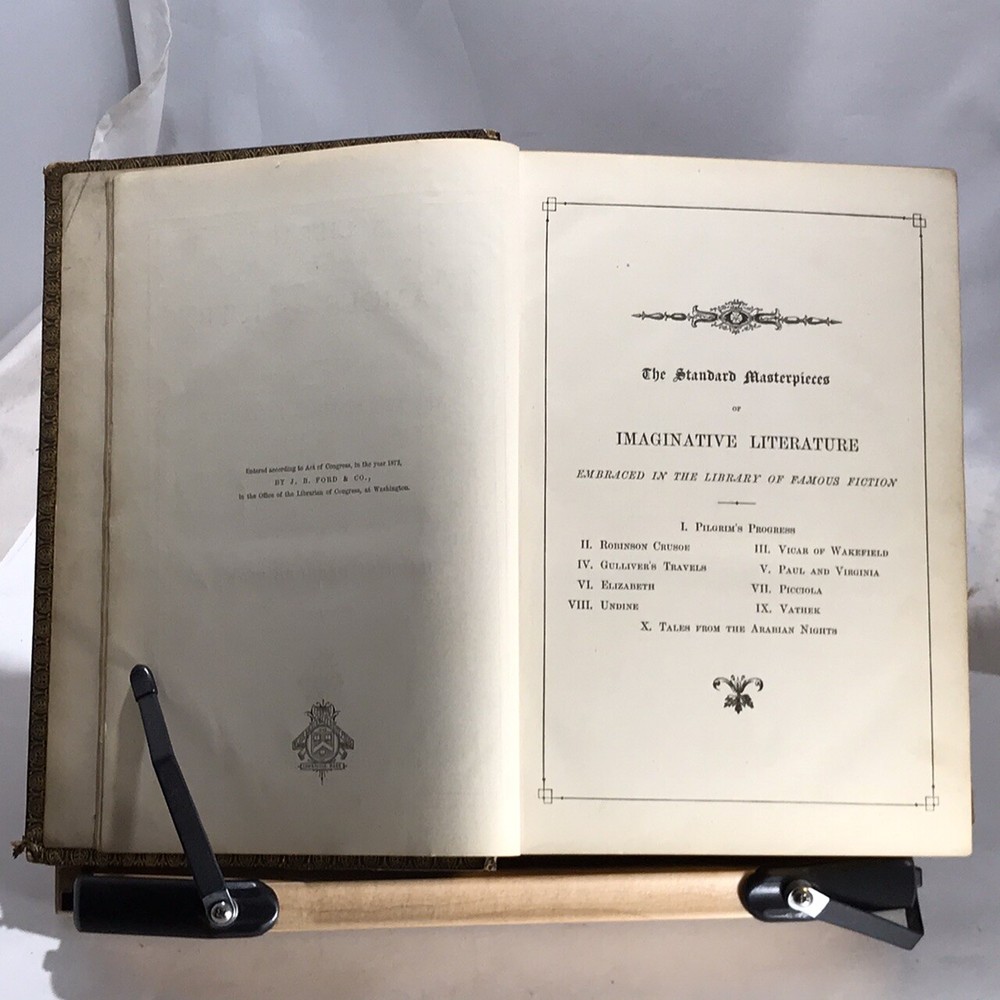 Entered according to Act of Congress, in the year 1873,
BY J. B. FORD & CO.,
in the Office of the Librarian of Congress, at Washington.
The Standard Masterpieces
OF
IMAGINATIVE LITERATURE
EMBRACED IN THE LIBRARY OF FAMOUS FICTION
I. PILGRIM'S PROGRESS
II. ROBINSON CRUSOE III. VICAR OF WAKEFIELD
IV. GULLIVER'S TRAVELS V. PAUL AND VIRGINIA
VI. ELIZABETH VII. PICCIOLA
VIII. UNDINE IX. VATHEK
X. TALES FROM THE ARABIAN NIGHTS